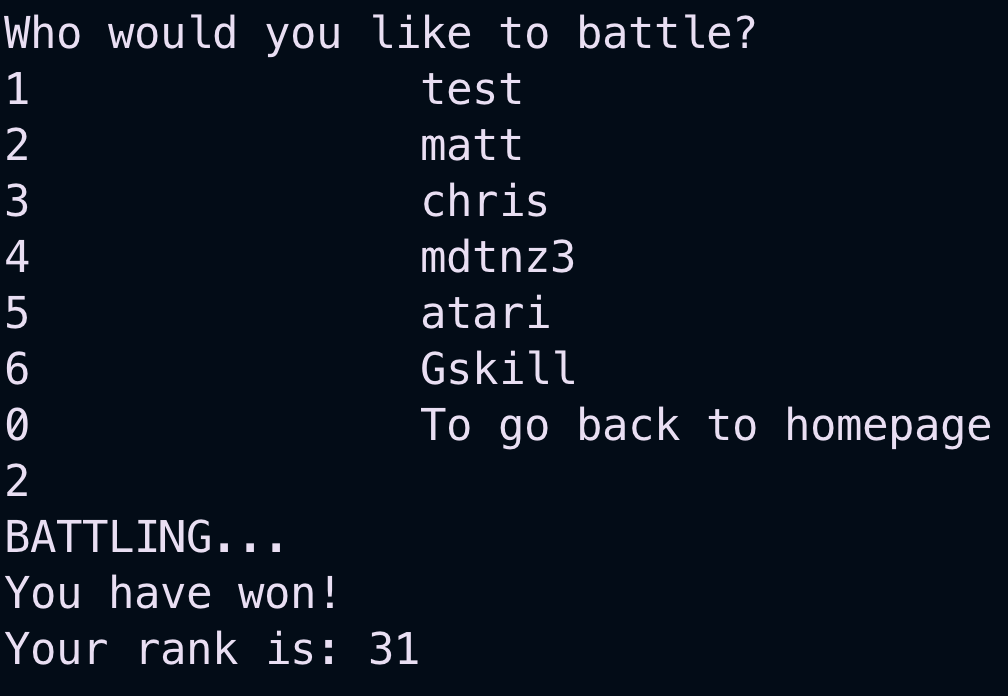 Who would you like to battle?
1 test
2 matt
3 chris
4 mdtnz3
5 atari
6 Gskill
0 To go back to homepage
2
BATTLING...
You have won!
Your rank is: 31